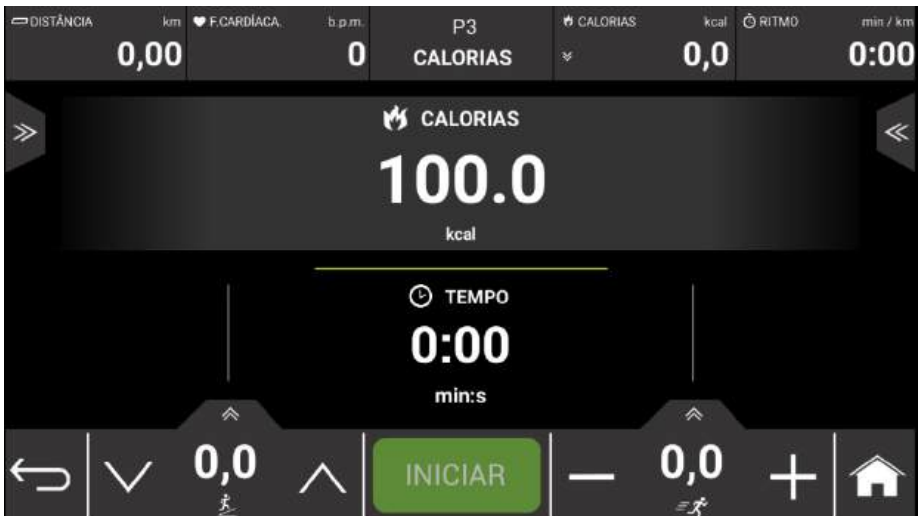 DISTÂNCIA km
0,00
F.CARDÍACA. b.p.m.
0
P3
CALORIAS
CALORIAS kcal
0,0
RITMO min / km
0:00
CALORIAS
100.0
kcal
TEMPO
0:00
min:s
0,0
INICIAR
0,0